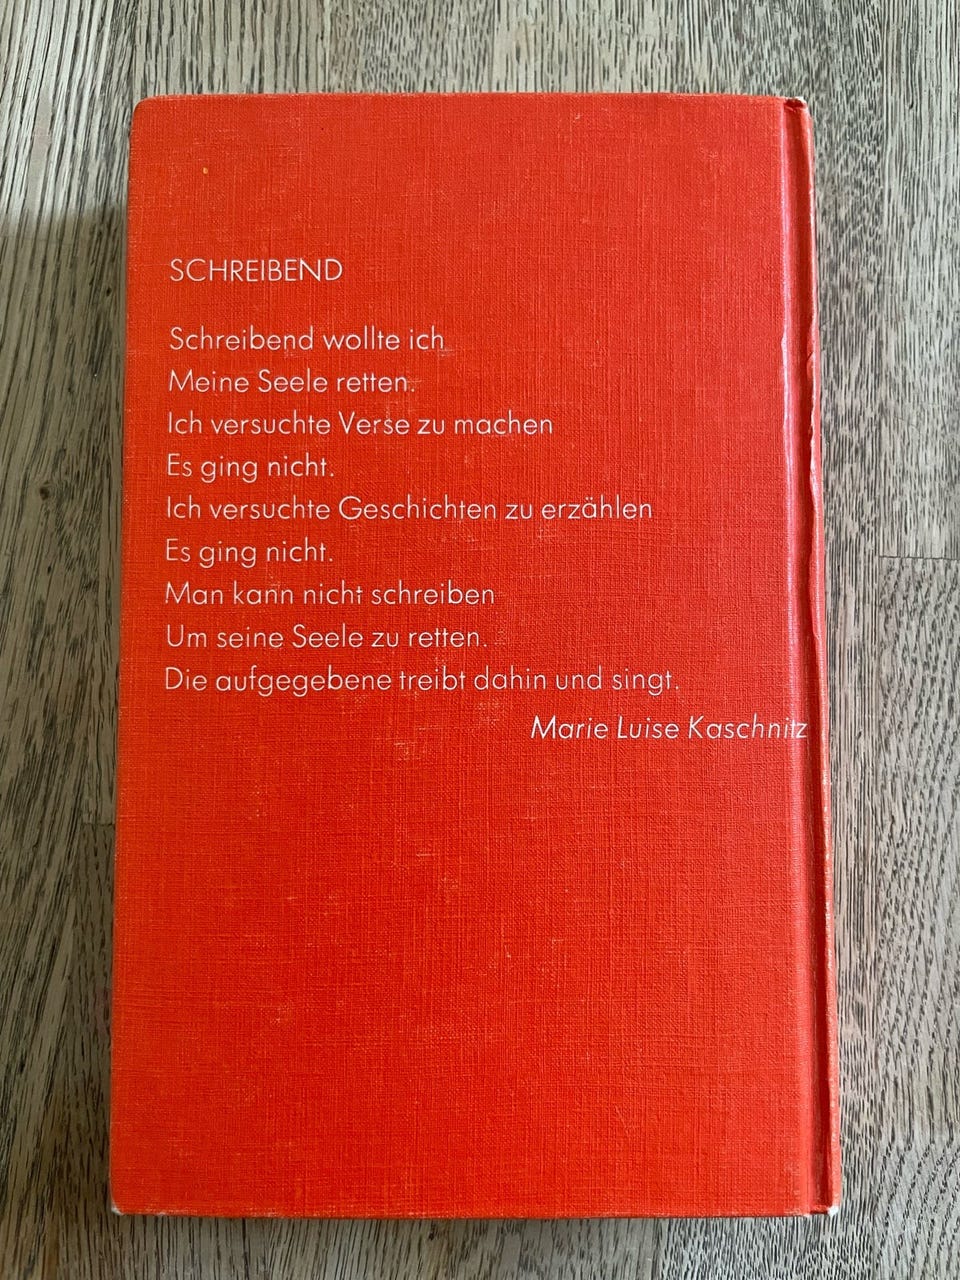 SCHREIBEND
Schreibend wollte ich
Meine Seele retten.
Ich versuchte Verse zu machen
Es ging nicht.
Ich versuchte Geschichten zu erzählen
Es ging nicht.
Man kann nicht schreiben
Um seine Seele zu retten.
Die aufgegebene treibt dahin und singt.
Marie Luise Kaschnitz